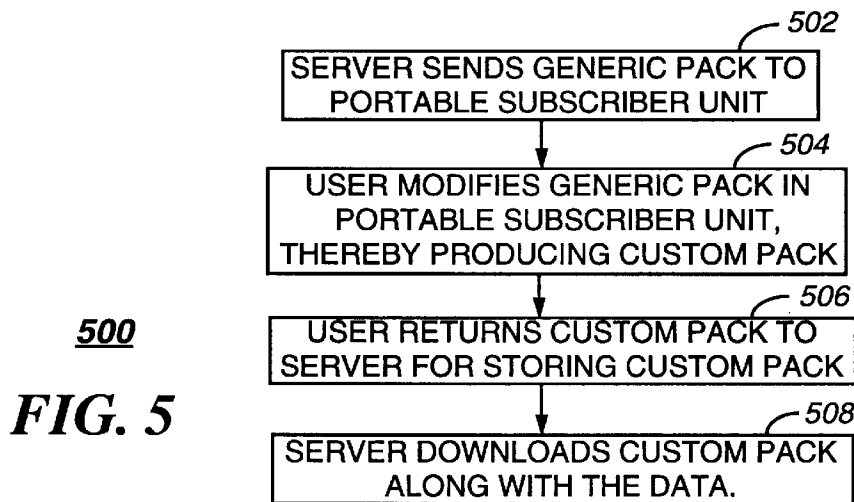 502
SERVER SENDS GENERIC PACK TO
PORTABLE SUBSCRIBER UNIT
504
USER MODIFIES GENERIC PACK IN
PORTABLE SUBSCRIBER UNIT,
THEREBY PRODUCING CUSTOM PACK
506
USER RETURNS CUSTOM PACK TO
SERVER FOR STORING CUSTOM PACK
500
FIG. 5
508
SERVER DOWNLOADS CUSTOM PACK
ALONG WITH THE DATA.